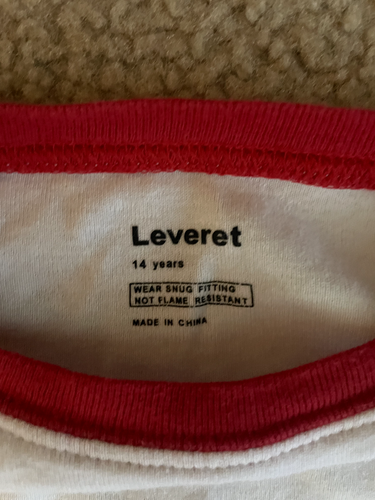 Leveret
14 years
WEAR SNUG FITTING
NOT FLAME RESISTANT
MADE IN CHINA